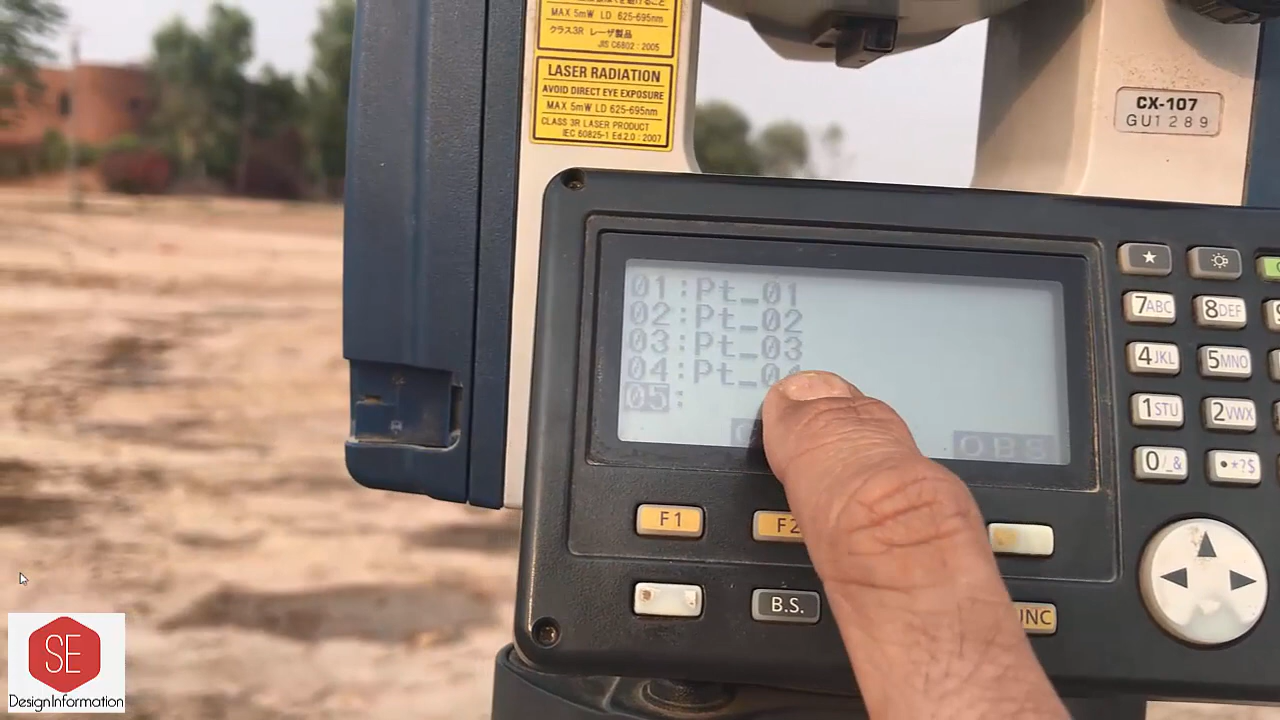 MAX 5mW LD 625-695nm
クラス3R レーザ製品
JIS C6802 : 2005
LASER RADIATION
AVOID DIRECT EYE EXPOSURE
MAX 5mW LD 625-695nm
CLASS 3R LASER PRODUCT
IEC 60825-1 Ed.2.0 : 2007
CX-107
GU1289
01:Pt_01
02:Pt_02
03:Pt_03
04:Pt_04
05:
OBS
★
7ABC
8DEF
4JKL
5MNO
1STU
2VWX
0/_&
•*?$
F1
F2
B.S.
SE
DesignInformation